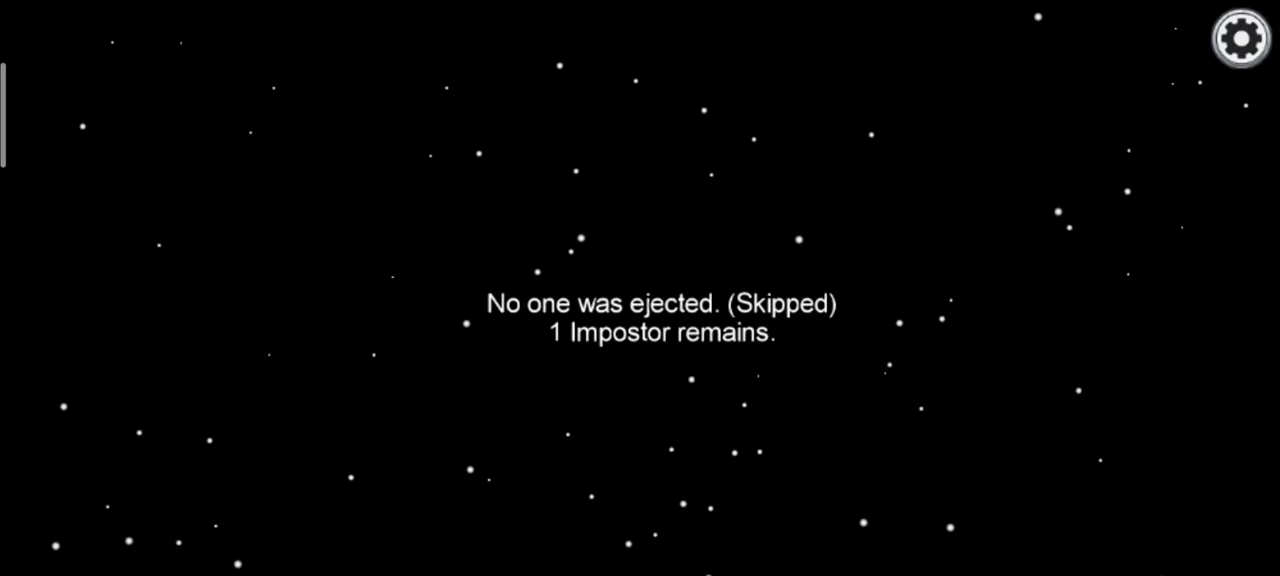 No one was ejected. (Skipped)
1 Impostor remains.